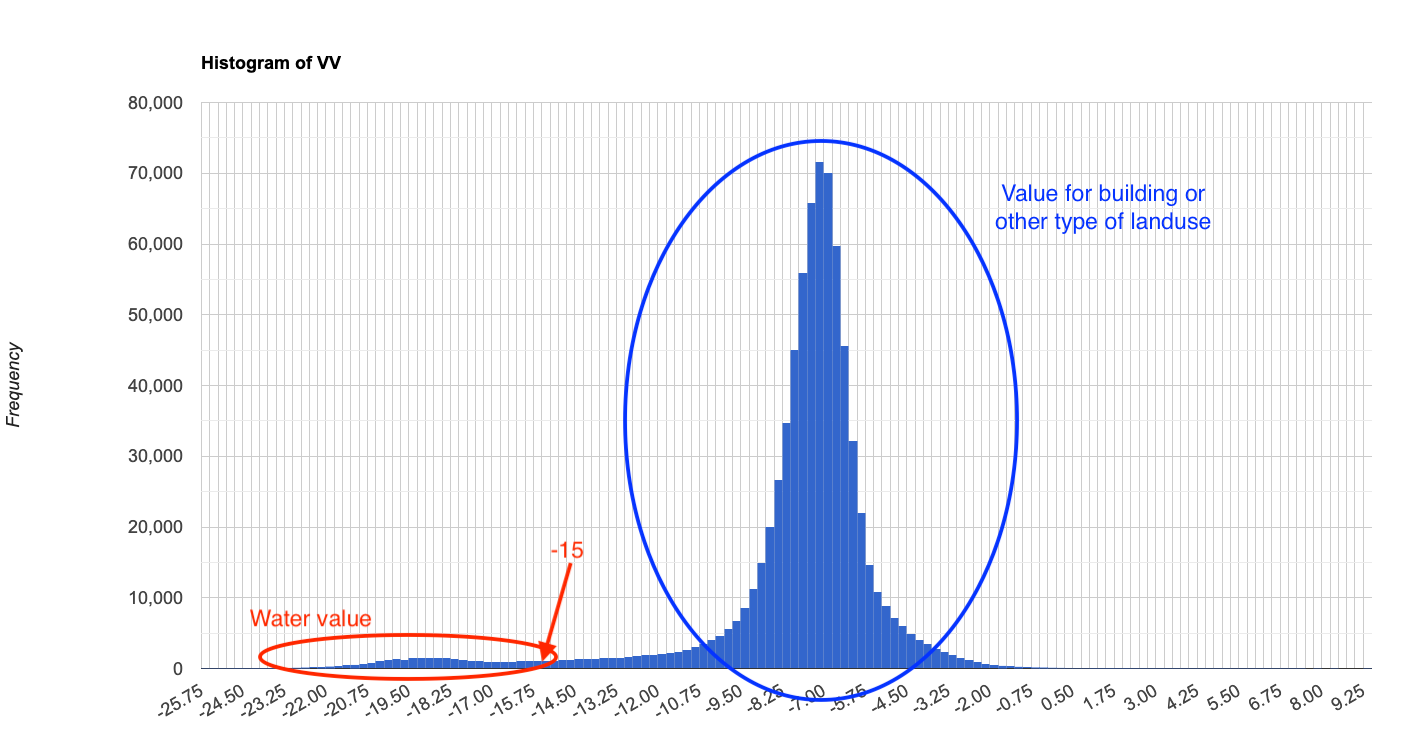 Histogram of VV
80,000
70,000
60,000
50,000
40,000
30,000
20,000
10,000
0
Frequency
Value for building or
other type of landuse
-15
Water value
-25.75 -24.50 -23.25 -22.00 -20.75 -19.50 -18.25 -17.00 -15.75 -14.50 -13.25 -12.00 -10.75 -9.50 -8.25 -7.00 -5.75 -4.50 -3.25 -2.00 -0.75 0.50 1.75 3.00 4.25 5.50 6.75 8.00 9.25